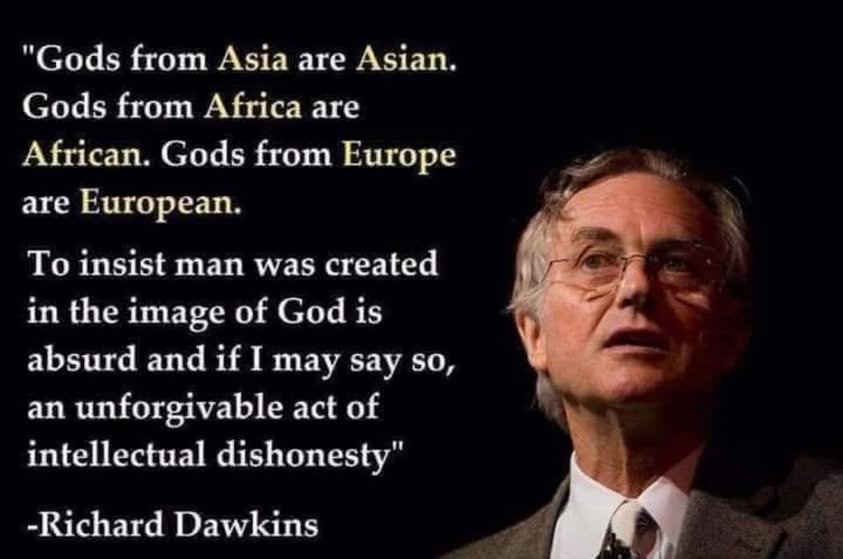 "Gods from Asia are Asian.
Gods from Africa are
African. Gods from Europe
are European.
To insist man was created
in the image of God is
absurd and if I may say so,
an unforgivable act of
intellectual dishonesty"
-Richard Dawkins